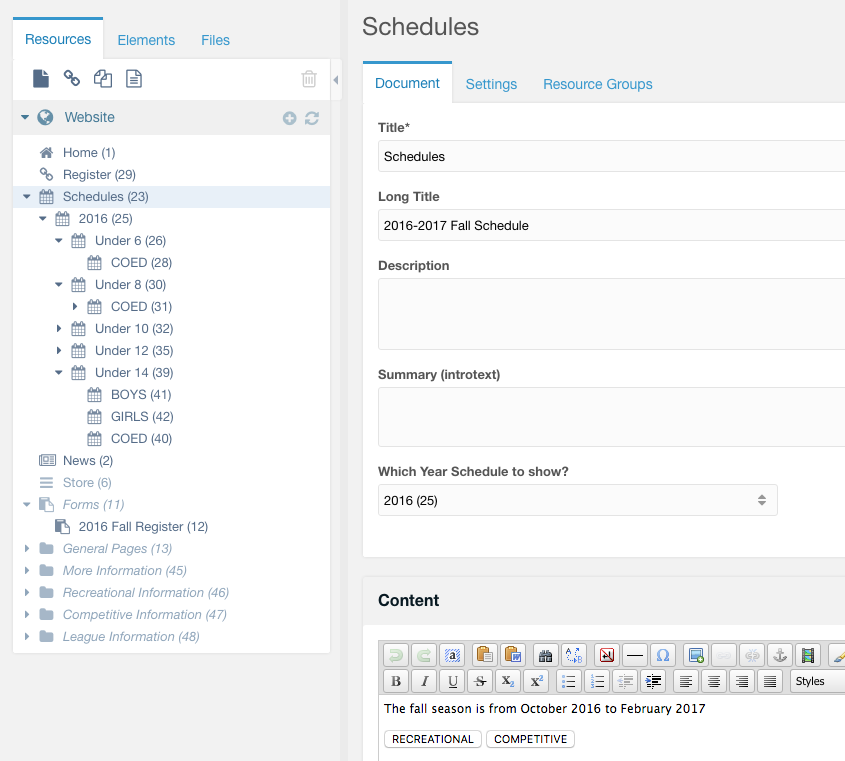 Resources Elements Files
Website
Home (1)
Register (29)
Schedules (23)
2016 (25)
Under 6 (26)
COED (28)
Under 8 (30)
COED (31)
Under 10 (32)
Under 12 (35)
Under 14 (39)
BOYS (41)
GIRLS (42)
COED (40)
News (2)
Store (6)
Forms (11)
2016 Fall Register (12)
General Pages (13)
More Information (45)
Recreational Information (46)
Competitive Information (47)
League Information (48)
Schedules
Document Settings Resource Groups
Title*
Schedules
Long Title
2016-2017 Fall Schedule
Description
Summary (introtext)
Which Year Schedule to show?
2016 (25)
Content
B I U S X₂ X² Styles
The fall season is from October 2016 to February 2017
RECREATIONAL COMPETITIVE